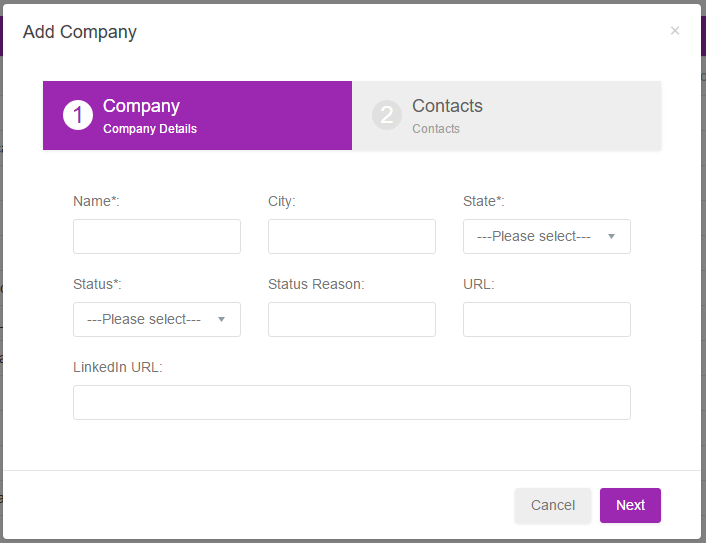 Add Company
×
1 Company
Company Details
2 Contacts
Contacts
Name*: City: State*:
---Please select---
Status*: Status Reason: URL:
---Please select---
LinkedIn URL:
Cancel Next